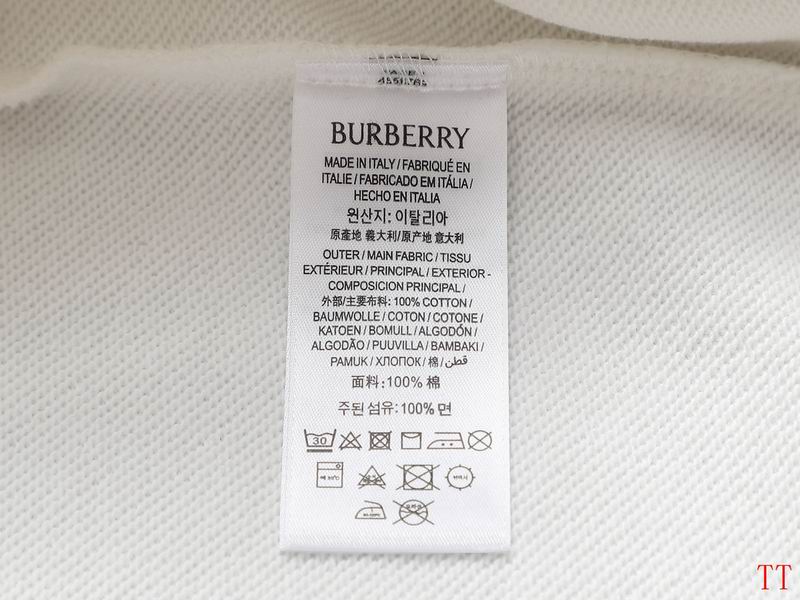 BURBERRY
MADE IN ITALY / FABRIQUÉ EN
ITALIE / FABRICADO EM ITÁLIA /
HECHO EN ITALIA
원산지: 이탈리아
原產地 義大利/原产地 意大利
OUTER / MAIN FABRIC / TISSU
EXTÉRIEUR / PRINCIPAL / EXTERIOR -
COMPOSICION PRINCIPAL /
外部/主要布料: 100% COTTON /
BAUMWOLLE / COTON / COTONE /
KATOEN / BOMULL / ALGODÓN /
ALGODÃO / PUUVILLA / BAMBAKI /
PAMUK / ХЛОПОК / 棉 / قطن
面料:100% 棉
주된 섬유: 100% 면
30
TT